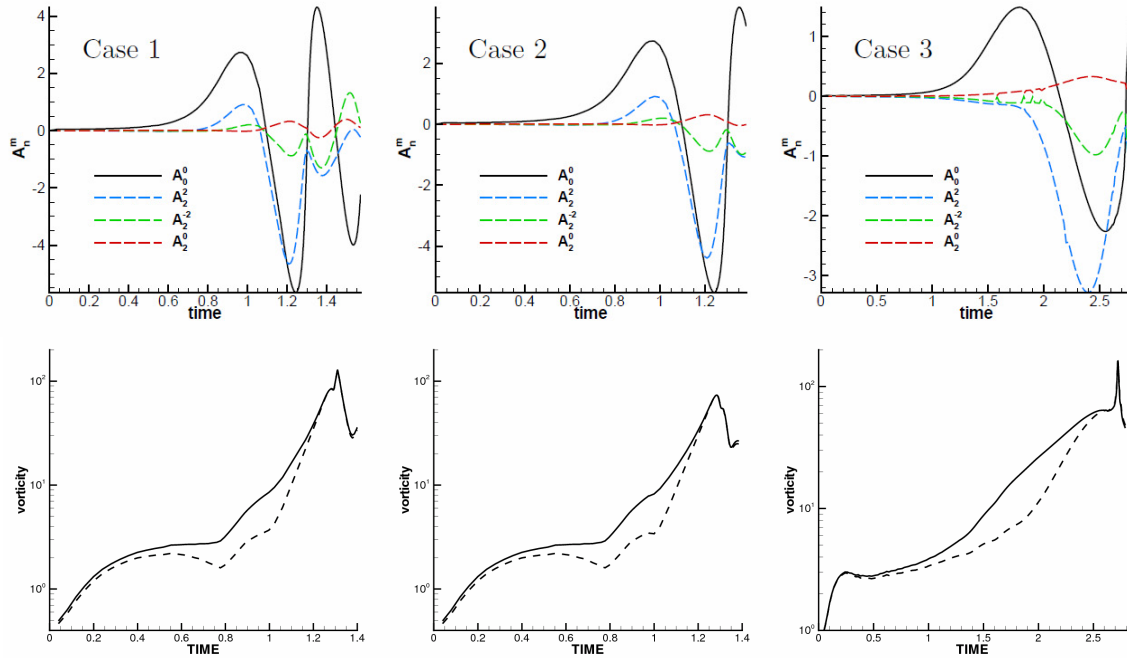 Case 1
4
2
0
-2
-4
A_n^m
A_0^0
A_2^2
A_2^-2
A_2^0
0 0.2 0.4 0.6 0.8 1 1.2 1.4
time
Case 2
4
2
0
-2
4
A_n^m
A_0^0
A_2^2
A_2^-2
A_2^0
0 0.2 0.4 0.6 0.8 1 1.2
time
Case 3
1
0
-1
-2
-3
A_n^m
A_0^0
A_2^2
A_2^-2
A_2^0
0 0.5 1 1.5 2 2.5
time
10^2
10^1
10^0
vorticity
0 0.2 0.4 0.6 0.8 1 1.2 1.4
TIME
10^2
10^1
10^0
vorticity
0 0.2 0.4 0.6 0.8 1 1.2 1.4
TIME
10^2
10^1
10^0
vorticity
0 0.5 1 1.5 2 2.5
TIME